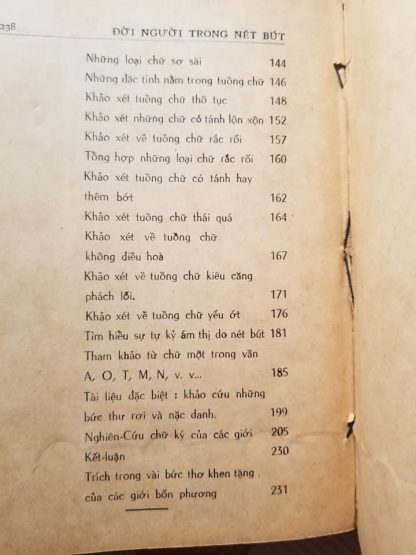 238 ĐỜI NGƯỜI TRONG NÉT BÚT
Những loại chữ sơ sài 144
Những đặc tính nằm trong tuồng chữ 146
Khảo xét tuồng chữ thô tục 148
Khảo xét những chữ có tánh lộn xộn 152
Khảo xét về tuồng chữ rắc rối 157
Tổng hợp những loại chữ rắc rối 160
Khảo xét tuồng chữ có tánh hay
thêm bớt 162
Khảo xét tuồng chữ thái quá 164
Khảo xét về tuồng chữ
không điều hoà 167
Khảo xét về tuồng chữ kiêu căng
phách lối. 171
Khảo xét về tuồng chữ yếu ớt 176
Tìm hiểu sự tự kỷ ám thị do nét bút 181
Tham khảo từ chữ một trong vần
A, O, T, M, N, v. v... 185
Tài liệu đặc biệt : khảo cứu những
bức thư rơi và nặc danh. 199
Nghiên-Cứu chữ ký của các giới 205
Kết-luận 230
Trích trong vài bức thơ khen tặng
của các giới bốn phương 231